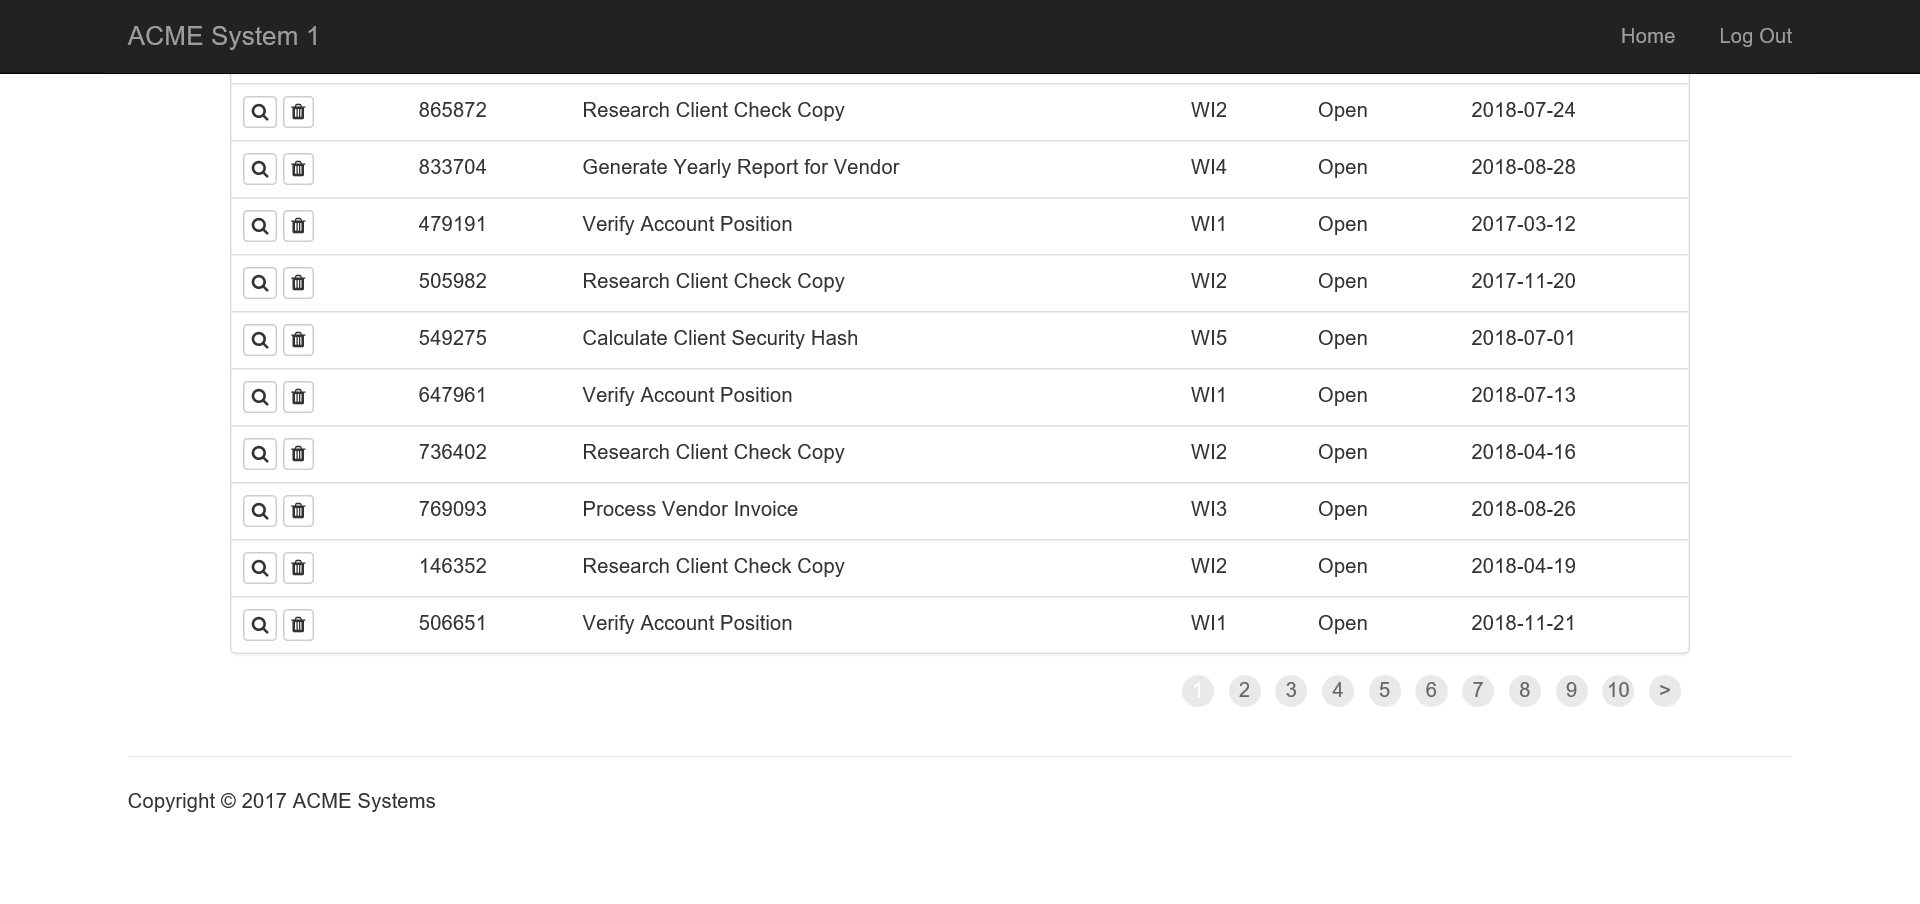 ACME System 1 Home Log Out
865872 Research Client Check Copy WI2 Open 2018-07-24
833704 Generate Yearly Report for Vendor WI4 Open 2018-08-28
479191 Verify Account Position WI1 Open 2017-03-12
505982 Research Client Check Copy WI2 Open 2017-11-20
549275 Calculate Client Security Hash WI5 Open 2018-07-01
647961 Verify Account Position WI1 Open 2018-07-13
736402 Research Client Check Copy WI2 Open 2018-04-16
769093 Process Vendor Invoice WI3 Open 2018-08-26
146352 Research Client Check Copy WI2 Open 2018-04-19
506651 Verify Account Position WI1 Open 2018-11-21
1 2 3 4 5 6 7 8 9 10 >
Copyright © 2017 ACME Systems